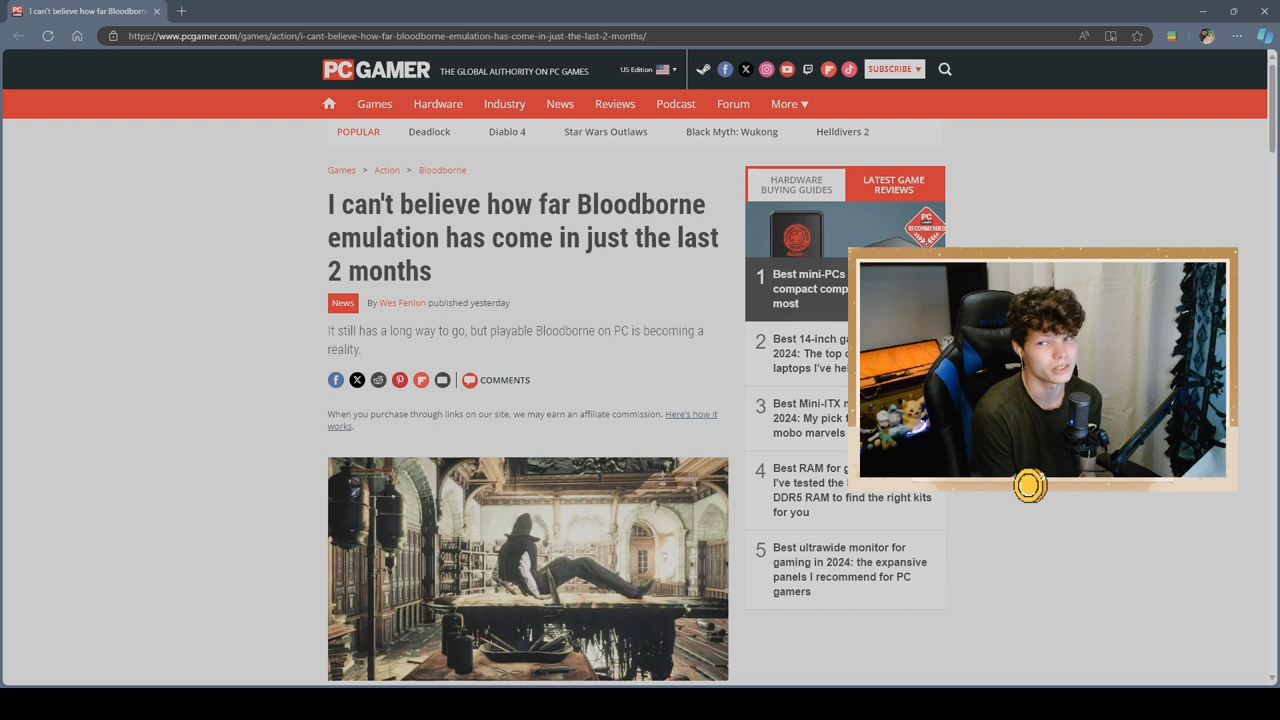 I can't believe how far Bloodborn
https://www.pcgamer.com/games/action/i-cant-believe-how-far-bloodborne-emulation-has-come-in-just-the-last-2-months/
PC GAMER THE GLOBAL AUTHORITY ON PC GAMES
US Edition
SUBSCRIBE
Games Hardware Industry News Reviews Podcast Forum More
POPULAR Deadlock Diablo 4 Star Wars Outlaws Black Myth: Wukong Helldivers 2
Games > Action > Bloodborne
I can't believe how far Bloodborne
emulation has come in just the last
2 months
News By Wes Fenlon published yesterday
It still has a long way to go, but playable Bloodborne on PC is becoming a
reality.
COMMENTS
When you purchase through links on our site, we may earn an affiliate commission. Here's how it
works.
HARDWARE
BUYING GUIDES
LATEST GAME
REVIEWS
PC
GAMER
RECOMMENDED
1 Best mini-PCs
compact comp
most
2 Best 14-inch ga
2024: The top c
laptops I've he
3 Best Mini-ITX m
2024: My pick f
mobo marvels
4 Best RAM for g
I've tested the
DDR5 RAM to find the right kits
for you
5 Best ultrawide monitor for
gaming in 2024: the expansive
panels I recommend for PC
gamers